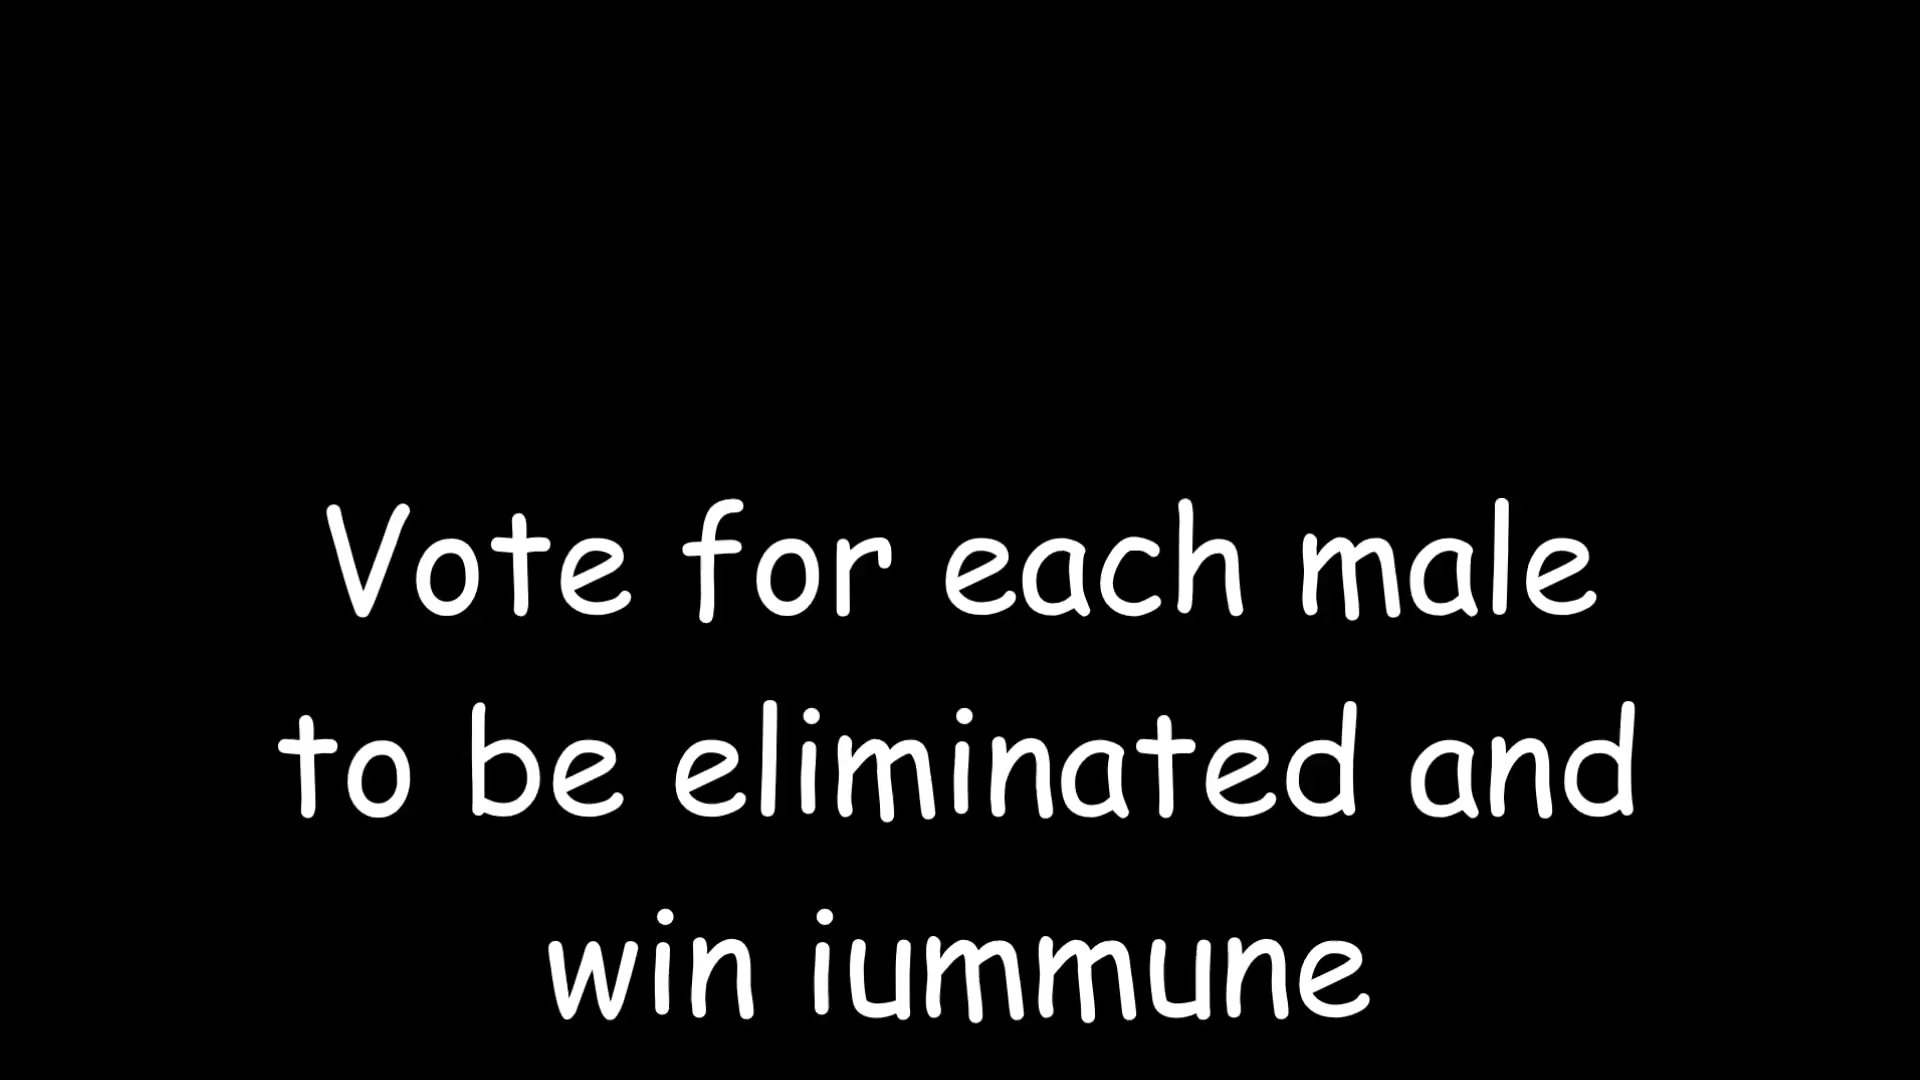 Vote for each male
to be eliminated and
win iummune